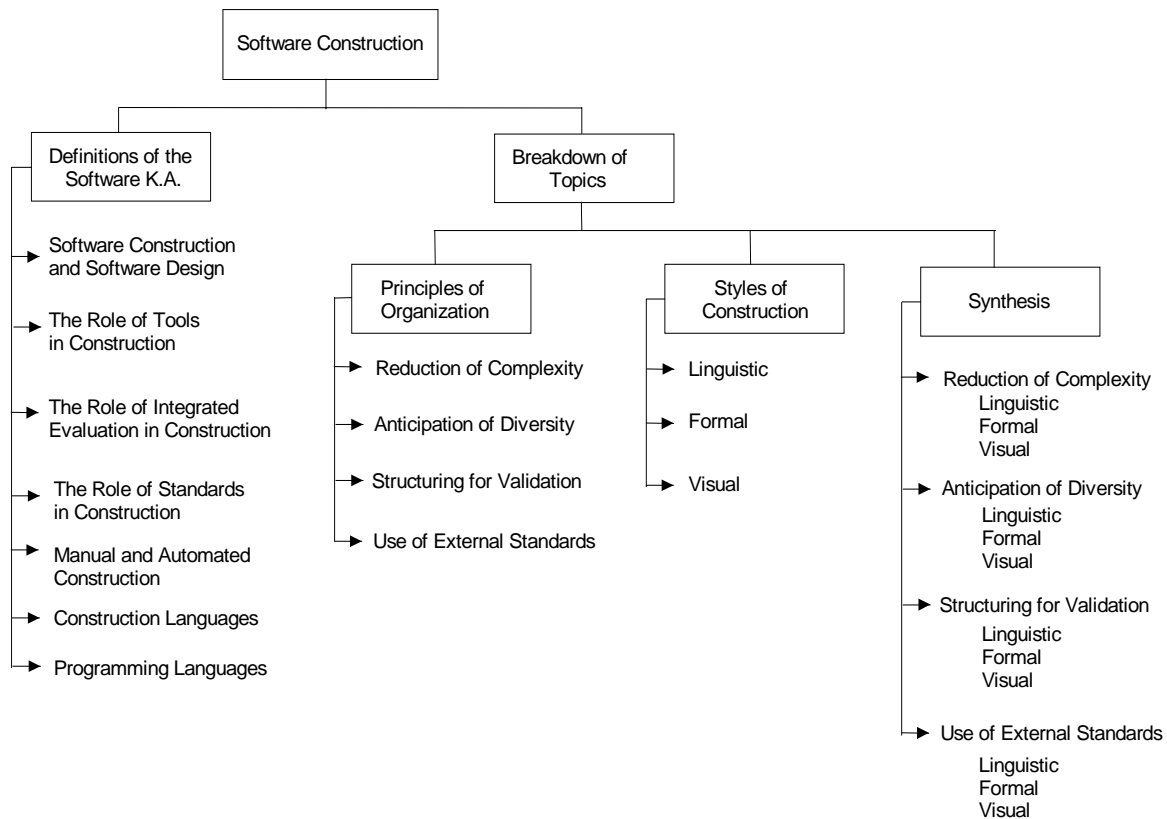 Software Construction
Definitions of the
Software K.A.
Software Construction
and Software Design
The Role of Tools
in Construction
The Role of Integrated
Evaluation in Construction
The Role of Standards
in Construction
Manual and Automated
Construction
Construction Languages
Programming Languages
Breakdown of
Topics
Principles of
Organization
Reduction of Complexity
Anticipation of Diversity
Structuring for Validation
Use of External Standards
Styles of
Construction
Linguistic
Formal
Visual
Synthesis
Reduction of Complexity
Linguistic
Formal
Visual
Anticipation of Diversity
Linguistic
Formal
Visual
Structuring for Validation
Linguistic
Formal
Visual
Use of External Standards
Linguistic
Formal
Visual